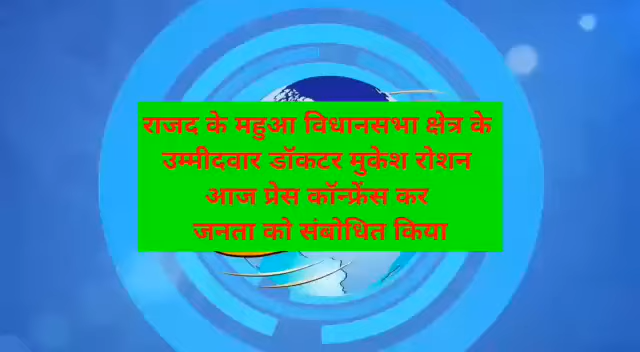 राजद के महुआ विधानसभा क्षेत्र के
उम्मीदवार डॉकटर मुकेश रोशन
आज प्रेस कॉन्फ्रेंस कर
जनता को संबोधित किया